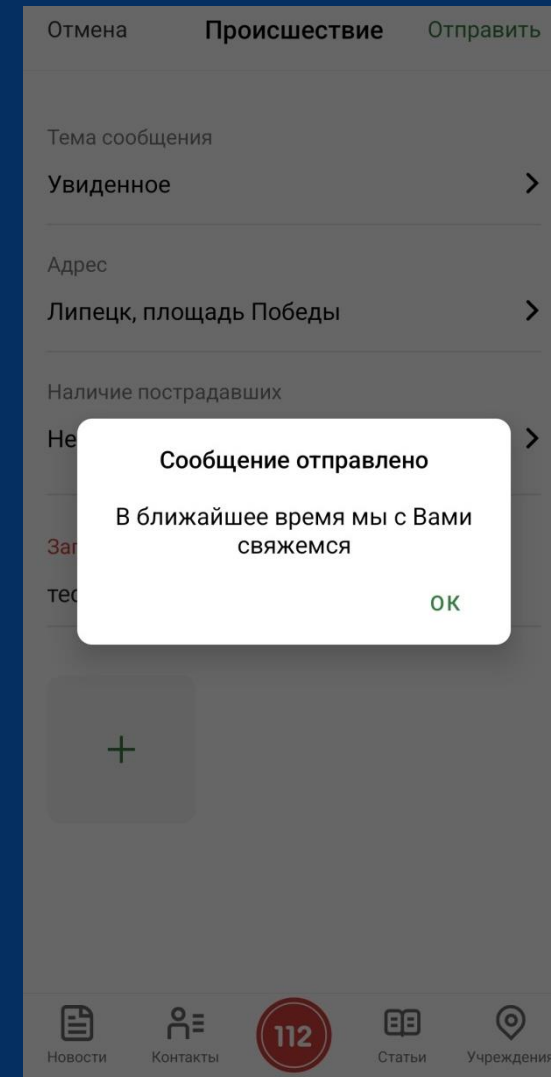 Отмена Происшествие Отправить
Тема сообщения
Увиденное
Адрес
Липецк, площадь Победы
Наличие пострадавших
Сообщение отправлено
В ближайшее время мы с Вами
свяжемся
ОК
112
Новости Контакты Статьи Учреждения